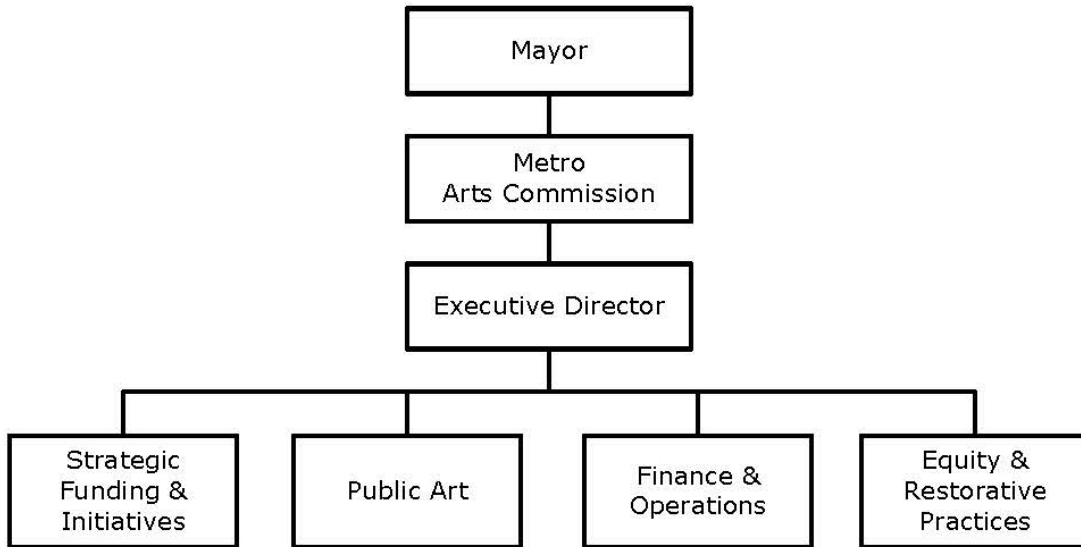 Mayor
Metro
Arts Commission
Executive Director
Strategic
Funding &
Initiatives
Public Art
Finance &
Operations
Equity &
Restorative
Practices